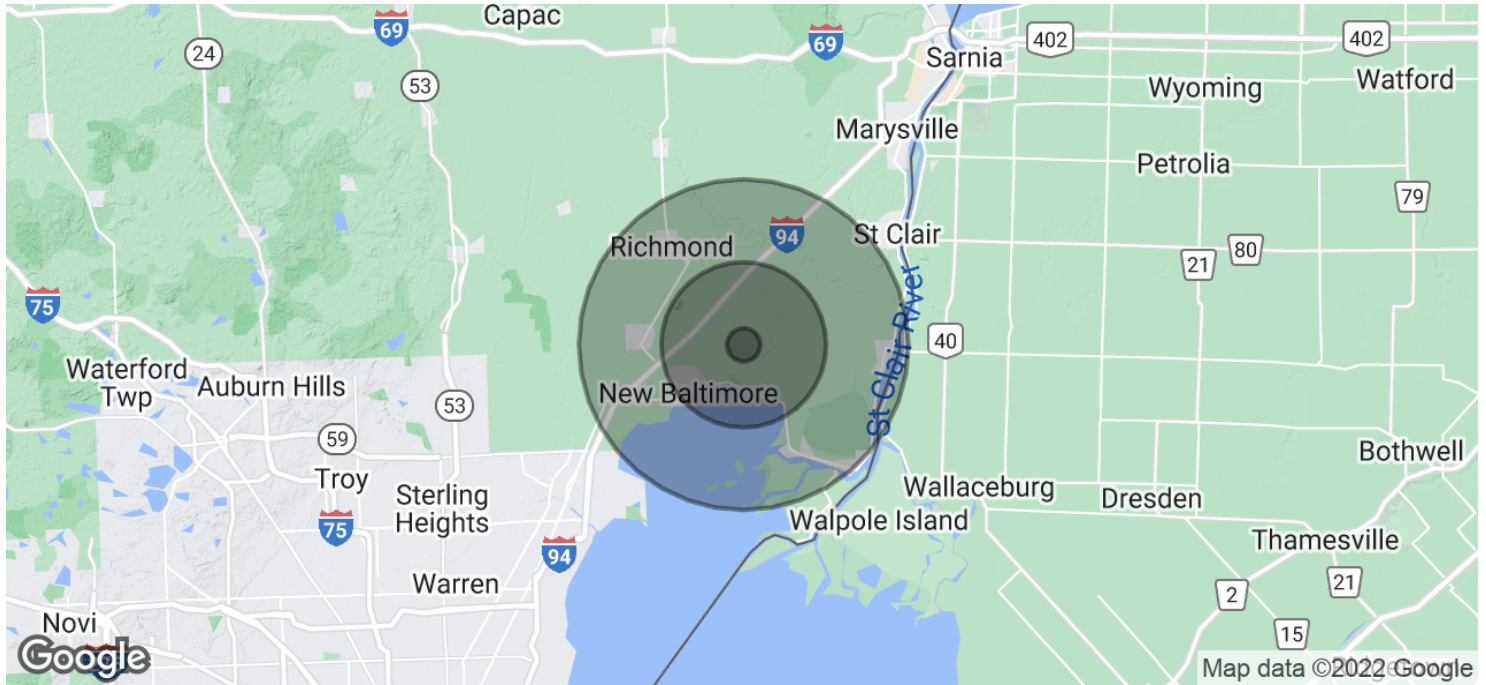 Capac
69
69
402
402
24
Sarnia
53
Wyoming
Watford
Marysville
Petrolia
79
Richmond
94
St Clair
80
21
75
St Clair River
40
Waterford
Twp
Auburn Hills
New Baltimore
53
59
Troy
Bothwell
Sterling
Heights
Wallaceburg
Dresden
75
Walpole Island
94
Thamesville
Warren
21
2
Novi
15
Google
Map data ©2022 Google